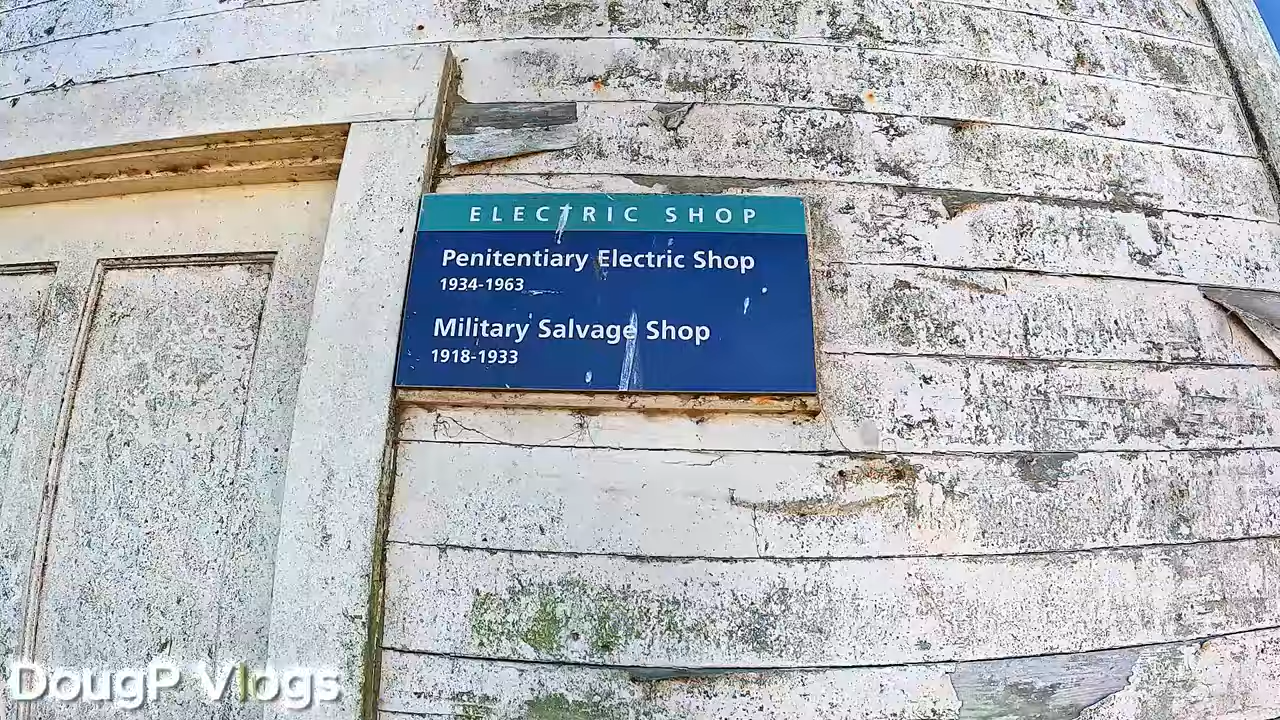 ELECTRIC SHOP
Penitentiary Electric Shop
1934-1963
Military Salvage Shop
1918-1933
DougP Vlogs